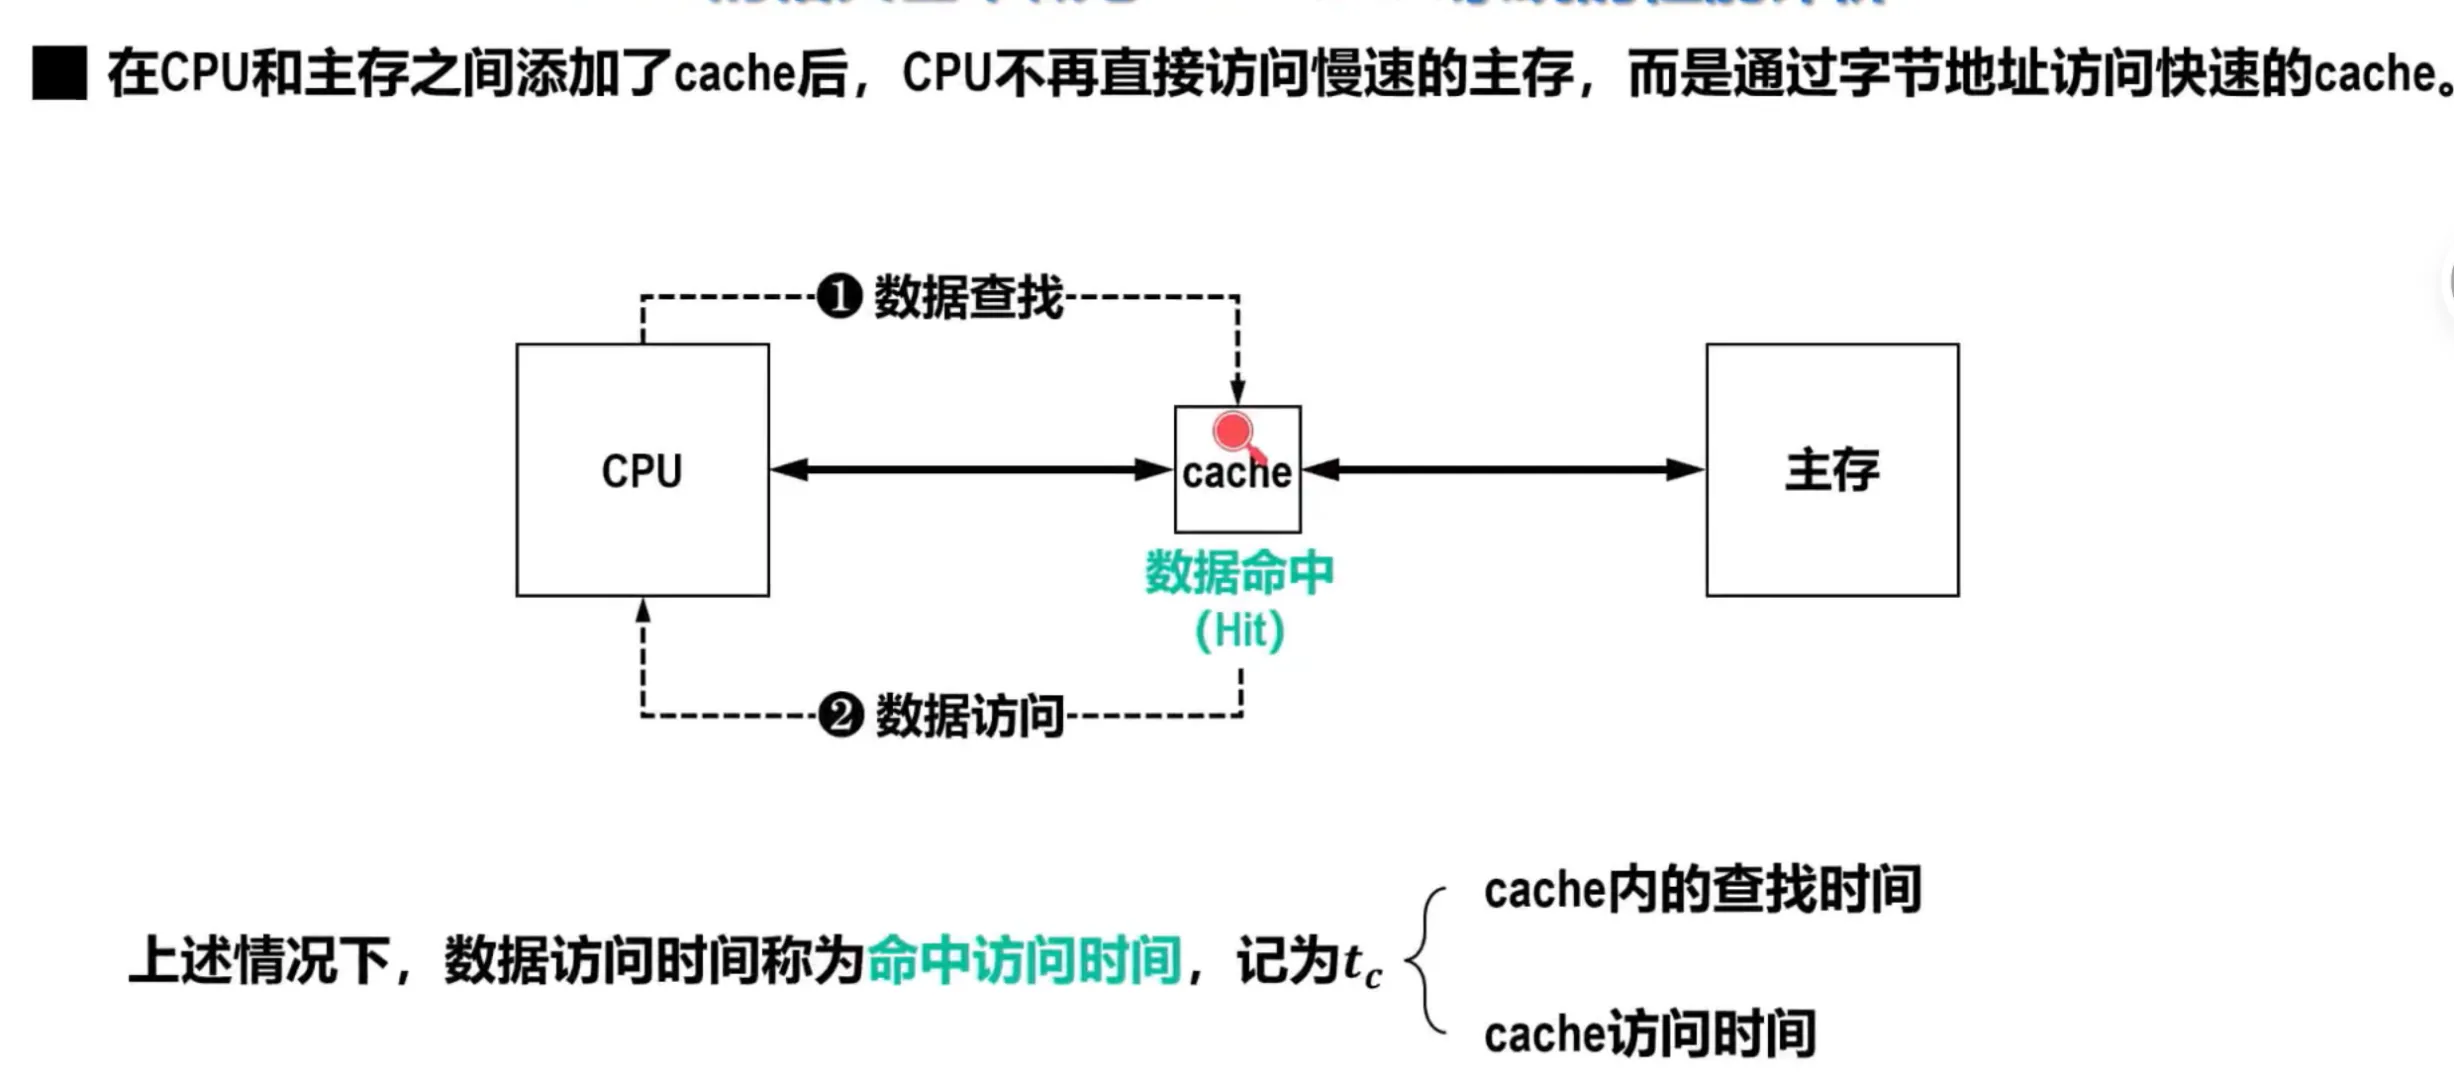 在CPU和主存之间添加了cache后，CPU不再直接访问慢速的主存，而是通过字节地址访问快速的cache。
❶ 数据查找
CPU
cache
主存
数据命中
（Hit）
❷ 数据访问
cache内的查找时间
上述情况下，数据访问时间称为命中访问时间，记为t_c
cache访问时间